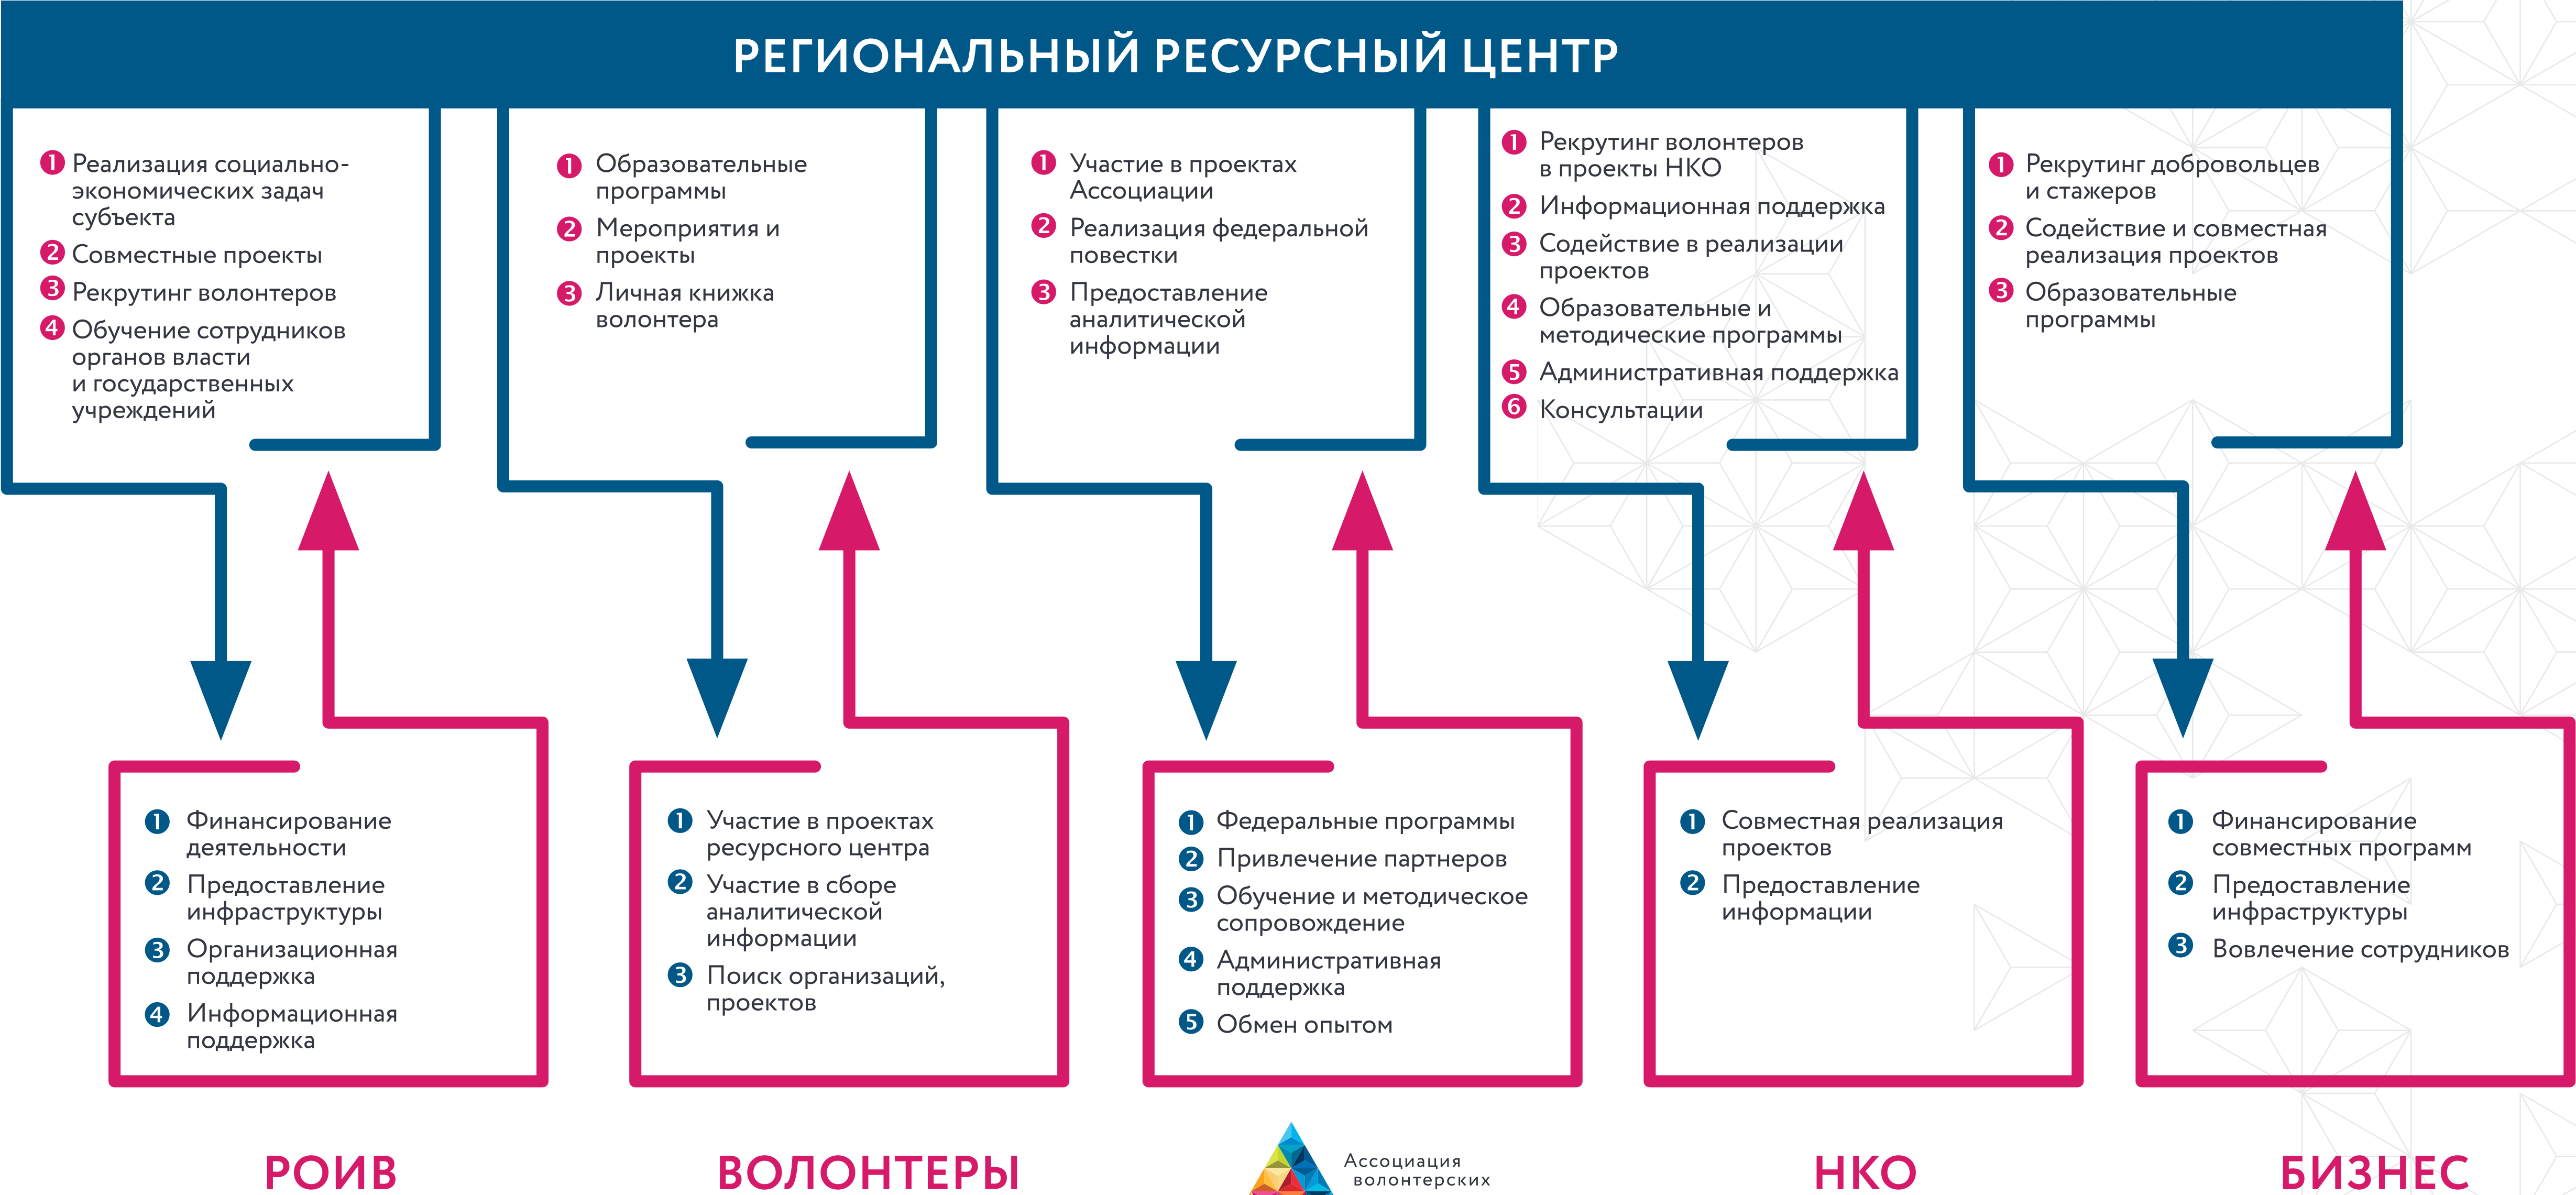 РЕГИОНАЛЬНЫЙ РЕСУРСНЫЙ ЦЕНТР
1 Реализация социально-
экономических задач
субъекта
2 Совместные проекты
3 Рекрутинг волонтеров
4 Обучение сотрудников
органов власти
и государственных
учреждений
1 Образовательные
программы
2 Мероприятия и
проекты
3 Личная книжка
волонтера
1 Участие в проектах
Ассоциации
2 Реализация федеральной
повестки
3 Предоставление
аналитической
информации
1 Рекрутинг волонтеров
в проекты НКО
2 Информационная поддержка
3 Содействие в реализации
проектов
4 Образовательные и
методические программы
5 Административная поддержка
6 Консультации
1 Рекрутинг добровольцев
и стажеров
2 Содействие и совместная
реализация проектов
3 Образовательные
программы
1 Финансирование
деятельности
2 Предоставление
инфраструктуры
3 Организационная
поддержка
4 Информационная
поддержка
1 Участие в проектах
ресурсного центра
2 Участие в сборе
аналитической
информации
3 Поиск организаций,
проектов
1 Федеральные программы
2 Привлечение партнеров
3 Обучение и методическое
сопровождение
4 Административная
поддержка
5 Обмен опытом
1 Совместная реализация
проектов
2 Предоставление
информации
1 Финансирование
совместных программ
2 Предоставление
инфраструктуры
3 Вовлечение сотрудников
РОИВ
ВОЛОНТЕРЫ
Ассоциация
волонтерских
НКО
БИЗНЕС